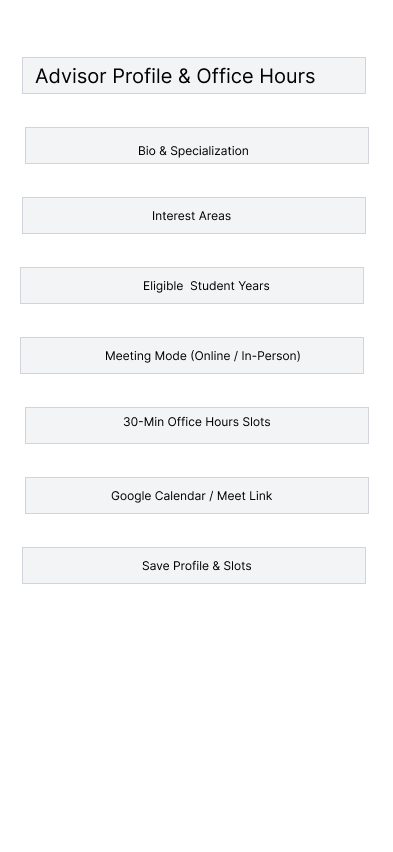 Advisor Profile & Office Hours
Bio & Specialization
Interest Areas
Eligible  Student Years
Meeting Mode (Online / In-Person)
30-Min Office Hours Slots
Google Calendar / Meet Link
Save Profile & Slots